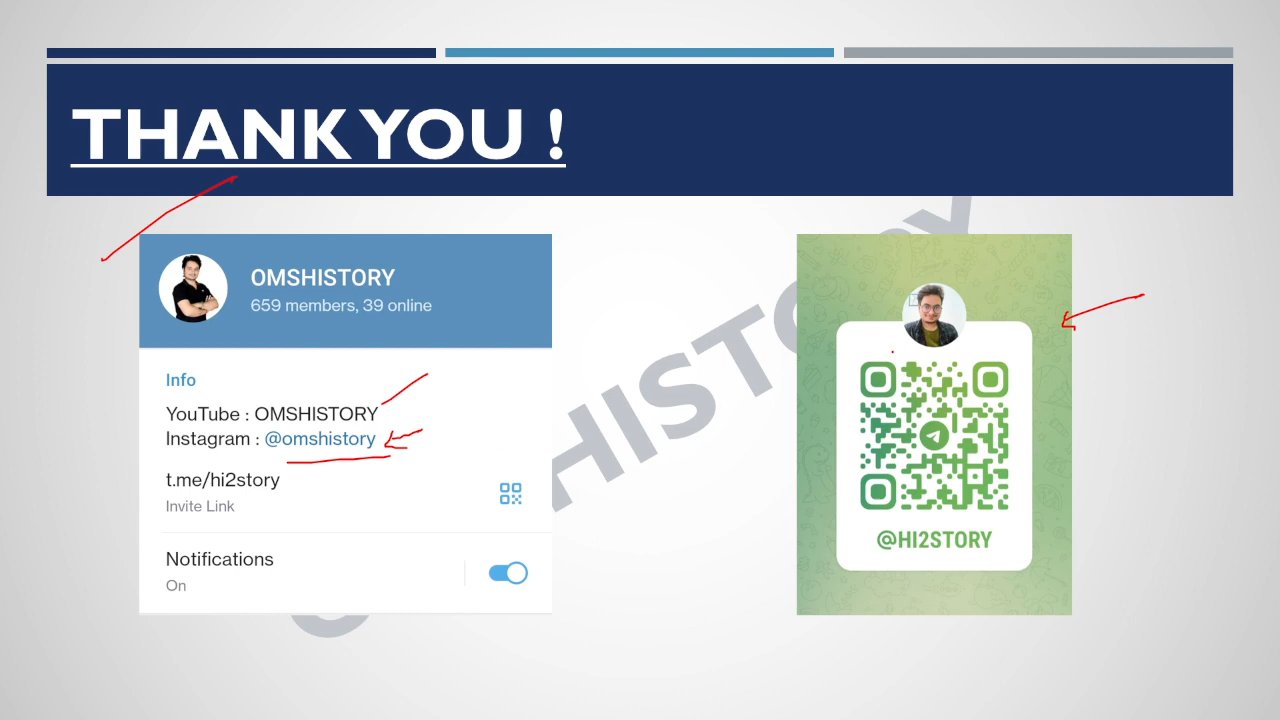 THANK YOU !
OMSHISTORY
659 members, 39 online
Info
YouTube : OMSHISTORY
Instagram : @omshistory
t.me/hi2story
Invite Link
Notifications
On
@HI2STORY
OMSHISTORY